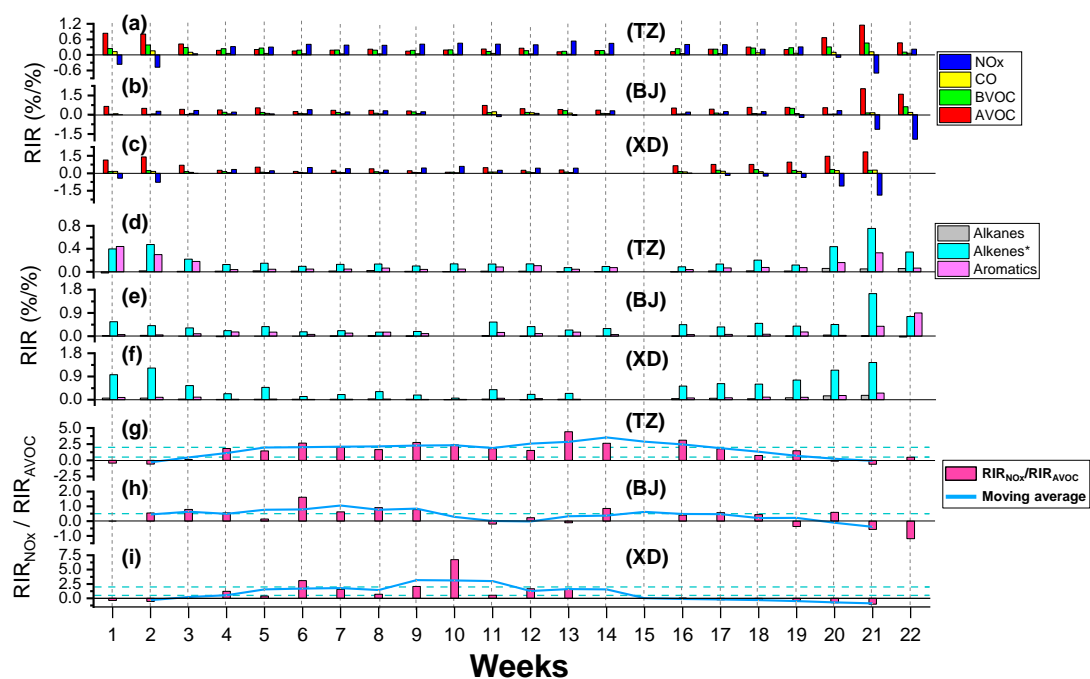 (a) (TZ)
1.2
0.6
0.0
-0.6
NOx
CO
BVOC
AVOC
RIR (%/%)
(b) (BJ)
1.5
0.0
-1.5
(c) (XD)
1.5
0.0
-1.5
(d) (TZ)
0.8
0.4
0.0
Alkanes
Alkenes*
Aromatics
RIR (%/%)
(e) (BJ)
1.8
0.9
0.0
(f) (XD)
1.8
0.9
0.0
(g) (TZ)
5.0
2.5
0.0
-2.5
RIR_NOx / RIR_AVOC
RIR_NOx/RIR_AVOC
Moving average
(h) (BJ)
2.0
1.0
0.0
-1.0
(i) (XD)
7.5
5.0
2.5
0.0
1 2 3 4 5 6 7 8 9 10 11 12 13 14 15 16 17 18 19 20 21 22
Weeks